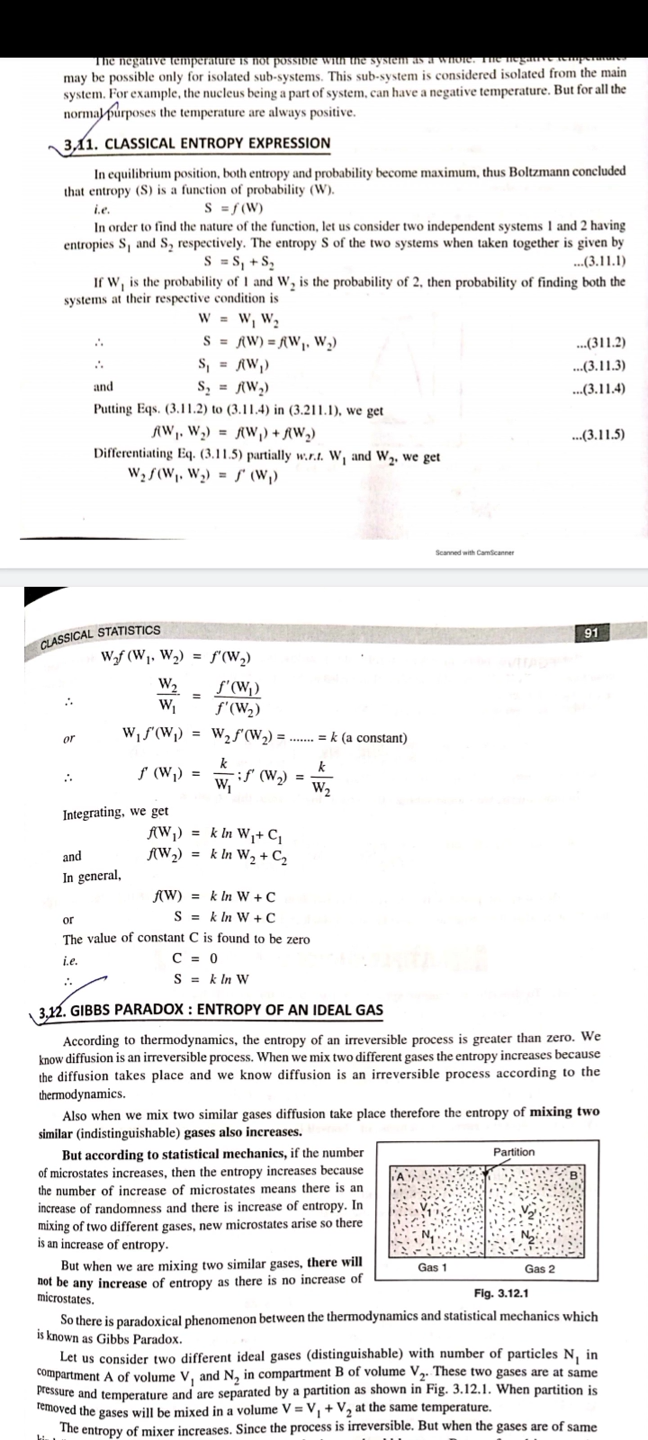 The negative temperature is not possible with the system as a whole. The negative temperatures
may be possible only for isolated sub-systems. This sub-system is considered isolated from the main
system. For example, the nucleus being a part of system, can have a negative temperature. But for all the
normal purposes the temperature are always positive.
3.11. CLASSICAL ENTROPY EXPRESSION
In equilibrium position, both entropy and probability become maximum, thus Boltzmann concluded
that entropy (S) is a function of probability (W).
i.e. S = f (W)
In order to find the nature of the function, let us consider two independent systems 1 and 2 having
entropies S₁ and S₂ respectively. The entropy S of the two systems when taken together is given by
S = S₁ + S₂ ...(3.11.1)
If W₁ is the probability of 1 and W₂ is the probability of 2, then probability of finding both the
systems at their respective condition is
W = W₁ W₂
∴ S = f(W) = f(W₁, W₂) ...(311.2)
∴ S₁ = f(W₁) ...(3.11.3)
and S₂ = f(W₂) ...(3.11.4)
Putting Eqs. (3.11.2) to (3.11.4) in (3.211.1), we get
f(W₁, W₂) = f(W₁) + f(W₂) ...(3.11.5)
Differentiating Eq. (3.11.5) partially w.r.t. W₁ and W₂, we get
W₂ f (W₁, W₂) = f' (W₁)
Scanned with CamScanner
CLASSICAL STATISTICS 91
W₂f (W₁, W₂) = f'(W₂)
∴ W₂/W₁ = f'(W₁)/f'(W₂)
or W₁ f'(W₁) = W₂ f'(W₂) = ....... = k (a constant)
∴ f' (W₁) = k/W₁ : f' (W₂) = k/W₂
Integrating, we get
f(W₁) = k ln W₁+ C₁
and f(W₂) = k ln W₂ + C₂
In general,
f(W) = k ln W + C
or S = k ln W + C
The value of constant C is found to be zero
i.e. C = 0
∴ S = k ln W
3.12. GIBBS PARADOX : ENTROPY OF AN IDEAL GAS
According to thermodynamics, the entropy of an irreversible process is greater than zero. We
know diffusion is an irreversible process. When we mix two different gases the entropy increases because
the diffusion takes place and we know diffusion is an irreversible process according to the
thermodynamics.
Also when we mix two similar gases diffusion take place therefore the entropy of mixing two
similar (indistinguishable) gases also increases.
But according to statistical mechanics, if the number
of microstates increases, then the entropy increases because
the number of increase of microstates means there is an
increase of randomness and there is increase of entropy. In
mixing of two different gases, new microstates arise so there
is an increase of entropy.
But when we are mixing two similar gases, there will
not be any increase of entropy as there is no increase of
microstates.
Partition
A B
V₁ V₂
N₁ N₂
Gas 1 Gas 2
Fig. 3.12.1
So there is paradoxical phenomenon between the thermodynamics and statistical mechanics which
is known as Gibbs Paradox.
Let us consider two different ideal gases (distinguishable) with number of particles N₁ in
compartment A of volume V₁ and N₂ in compartment B of volume V₂. These two gases are at same
pressure and temperature and are separated by a partition as shown in Fig. 3.12.1. When partition is
removed the gases will be mixed in a volume V = V₁ + V₂ at the same temperature.
The entropy of mixer increases. Since the process is irreversible. But when the gases are of same